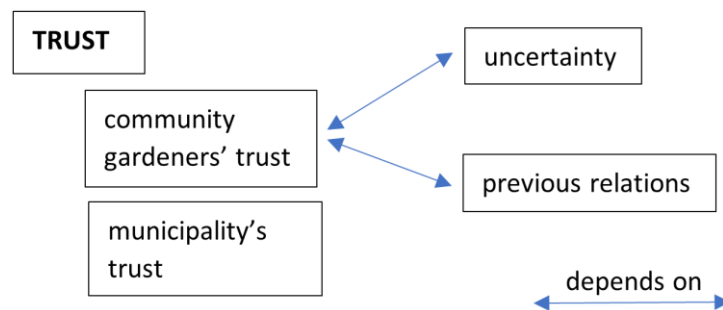 TRUST
uncertainty
community
gardeners’ trust
previous relations
municipality’s
trust
depends on